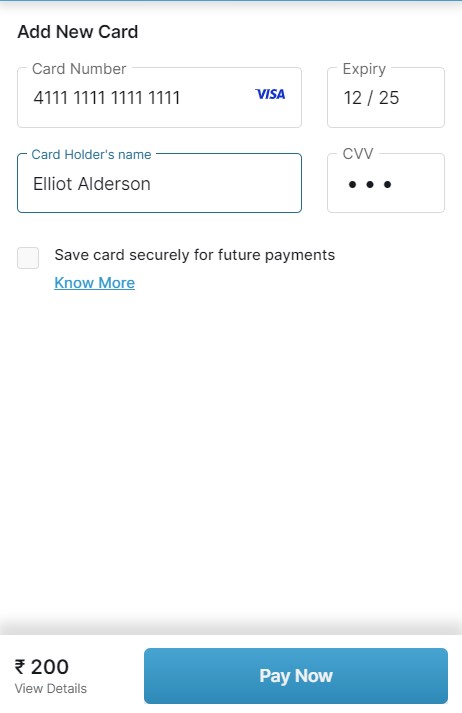 Add New Card
Card Number
4111 1111 1111 1111
VISA
Expiry
12 / 25
Card Holder's name
Elliot Alderson
CVV
• • •
Save card securely for future payments
Know More
₹ 200
View Details
Pay Now